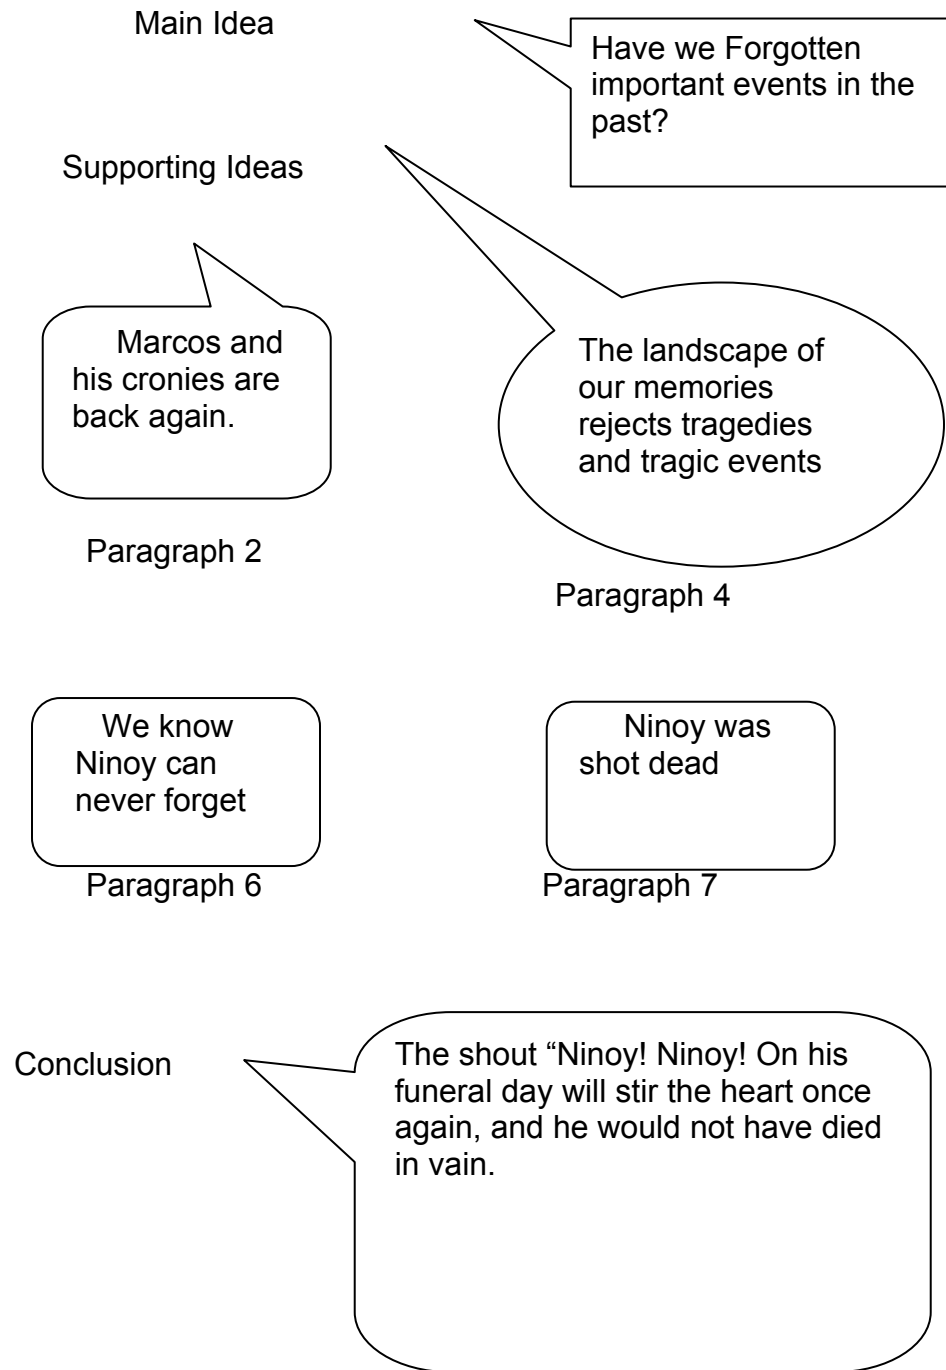 Main Idea
Have we Forgotten
important events in the
past?
Supporting Ideas
Marcos and
his cronies are
back again.
Paragraph 2
The landscape of
our memories
rejects tragedies
and tragic events
Paragraph 4
We know
Ninoy can
never forget
Paragraph 6
Ninoy was
shot dead
Paragraph 7
Conclusion
The shout “Ninoy! Ninoy! On his
funeral day will stir the heart once
again, and he would not have died
in vain.